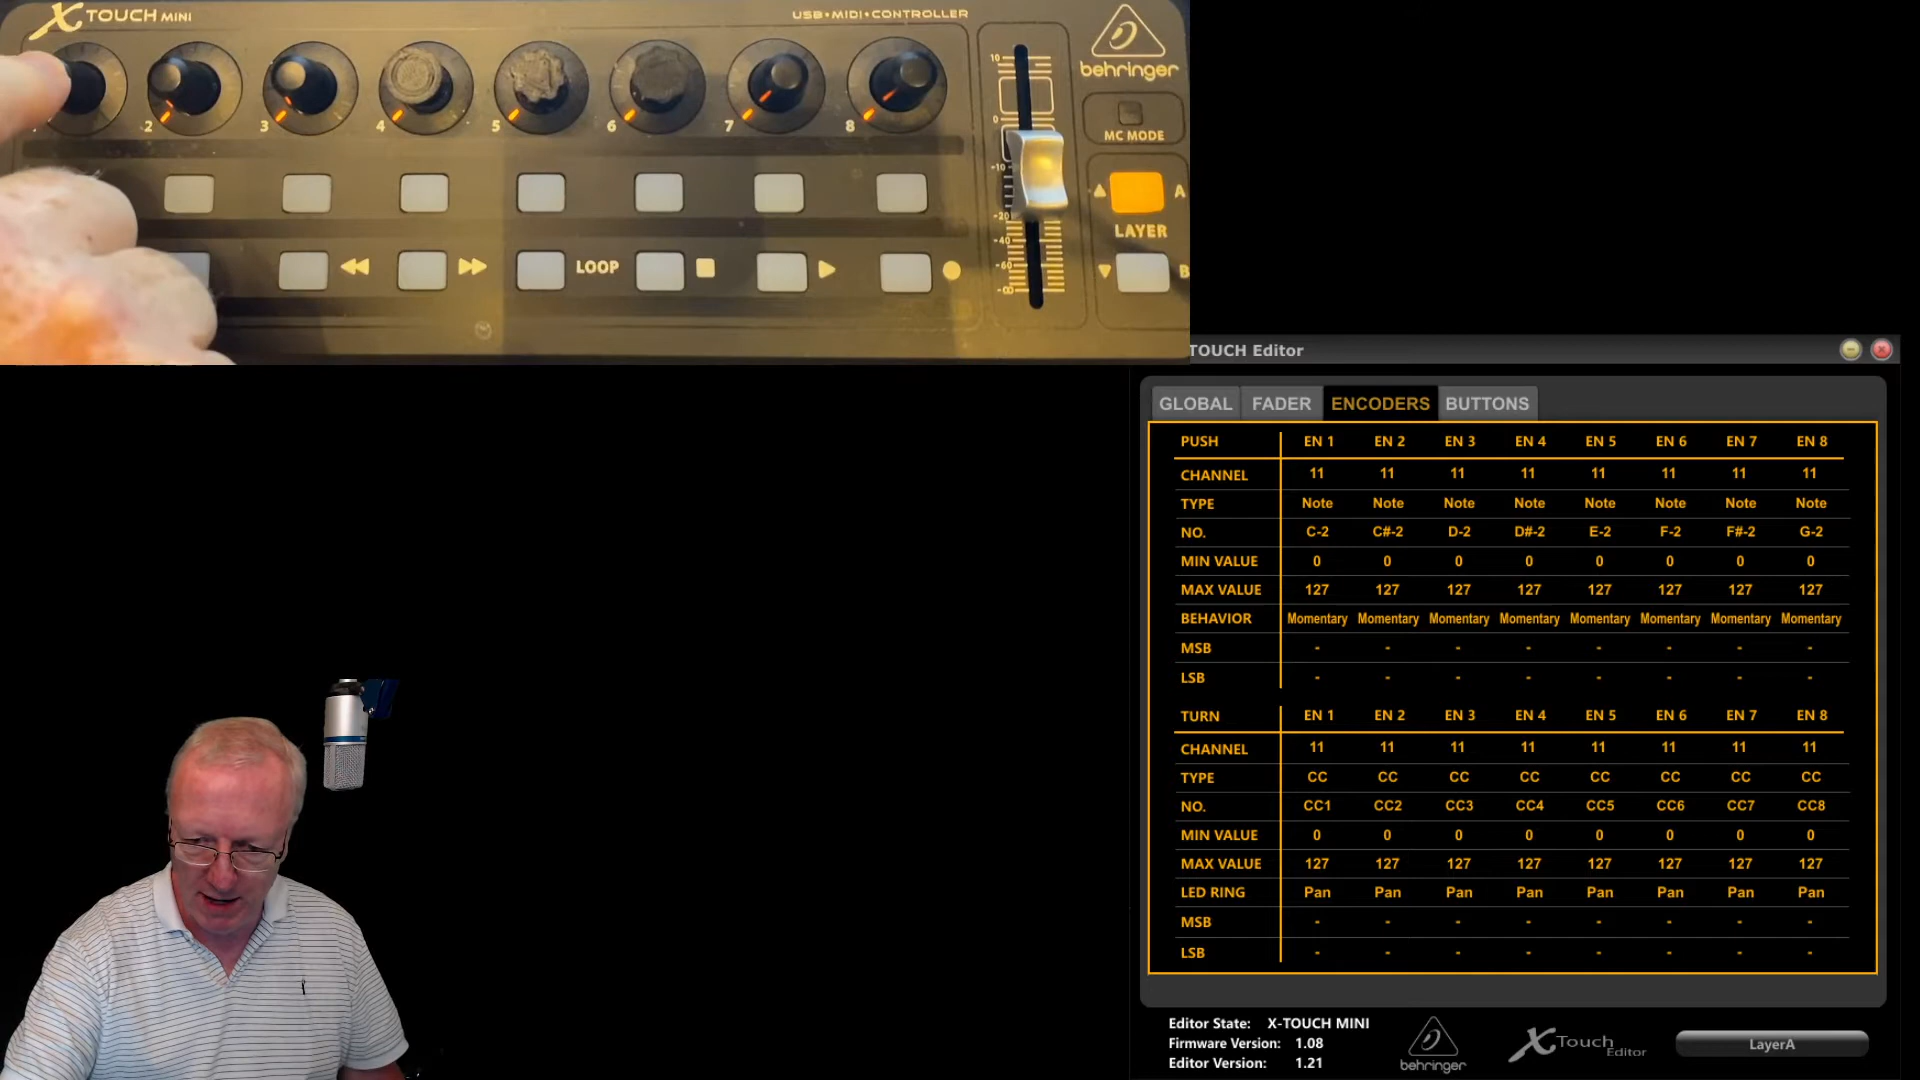 X TOUCH MINI
USB•MIDI•CONTROLLER
behringer
MC MODE
1 2 3 4 5 6 7 8
10
0
-10
-20
-40
-60
A
LAYER
B
LOOP
TOUCH Editor
GLOBAL FADER ENCODERS BUTTONS
PUSH EN 1 EN 2 EN 3 EN 4 EN 5 EN 6 EN 7 EN 8
CHANNEL 11 11 11 11 11 11 11 11
TYPE Note Note Note Note Note Note Note Note
NO. C-2 C#-2 D-2 D#-2 E-2 F-2 F#-2 G-2
MIN VALUE 0 0 0 0 0 0 0 0
MAX VALUE 127 127 127 127 127 127 127 127
BEHAVIOR Momentary Momentary Momentary Momentary Momentary Momentary Momentary Momentary
MSB - - - - - - - -
LSB - - - - - - - -
TURN EN 1 EN 2 EN 3 EN 4 EN 5 EN 6 EN 7 EN 8
CHANNEL 11 11 11 11 11 11 11 11
TYPE CC CC CC CC CC CC CC CC
NO. CC1 CC2 CC3 CC4 CC5 CC6 CC7 CC8
MIN VALUE 0 0 0 0 0 0 0 0
MAX VALUE 127 127 127 127 127 127 127 127
LED RING Pan Pan Pan Pan Pan Pan Pan Pan
MSB - - - - - - - -
LSB - - - - - - - -
Editor State: X-TOUCH MINI
Firmware Version: 1.08
Editor Version: 1.21
behringer
X Touch Editor
LayerA